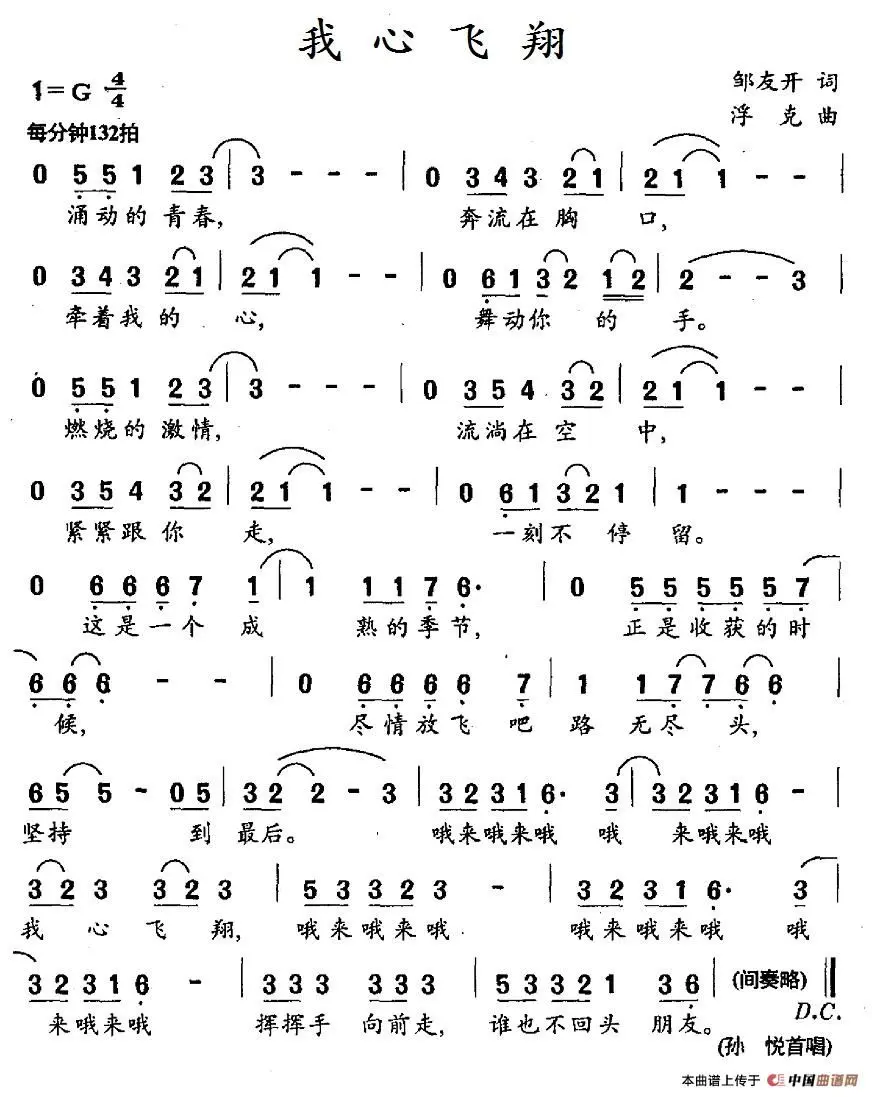 我心飞翔
1=G 4/4
邹友开 词
每分钟132拍
浮 克 曲
0 5 5 1 2 3 | 3 - - - | 0 3 4 3 2 1 | 2 1 1 - - |
涌动的青春, 奔流在胸 口,
0 3 4 3 2 1 | 2 1 1 - - | 0 6 1 3 2 1 2 | 2 - - 3 |
牵着我的 心, 舞动你 的 手。
0 5 5 1 2 3 | 3 - - - | 0 3 5 4 3 2 | 2 1 1 - - |
燃烧的激情, 流淌在空 中,
0 3 5 4 3 2 | 2 1 1 - - | 0 6 1 3 2 1 | 1 - - - |
紧紧跟你 走, 一刻不 停 留。
0 6 6 6 7 1 | 1 1 1 7 6· | 0 5 5 5 5 5 7 |
这是一个 成 熟的季节, 正是收获的时
6 6 6 - - | 0 6 6 6 6 7 | 1 1 7 7 6 6 |
候, 尽情放飞 吧 路 无尽 头,
6 5 5 - 0 5 | 3 2 2 - 3 | 3 2 3 1 6· 3 | 3 2 3 1 6 - |
坚持 到 最后。 哦来哦来哦 哦 来哦来哦
3 2 3 3 2 3 | 5 3 3 2 3 - | 3 2 3 1 6· 3 |
我 心 飞 翔, 哦来哦来哦 哦来哦来哦 哦
3 2 3 1 6 - | 3 3 3 3 3 3 | 5 3 3 2 1 3 6 | (间奏略) ‖
D.C.
来哦来哦 挥挥手 向前走, 谁也不回头 朋友。
(孙 悦首唱)
本曲谱上传于 中国曲谱网